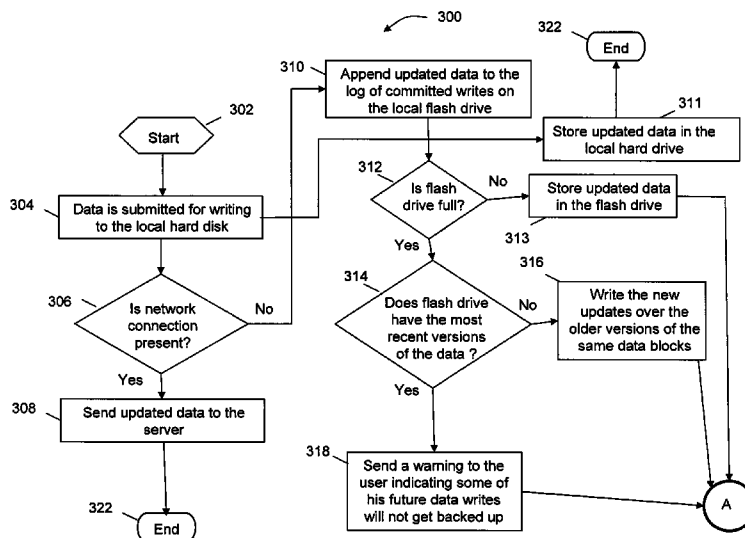 300
302
Start
304
Data is submitted for writing
to the local hard disk
306
Is network
connection
present?
No
Yes
308
Send updated data to the
server
322
End
310
Append updated data to the
log of committed writes on
the local flash drive
322
End
311
Store updated data in the
local hard drive
312
Is flash
drive full?
No
Yes
Store updated data
in the flash drive
313
314
Does flash drive
have the most
recent versions
of the data ?
No
Yes
316
Write the new
updates over the
older versions of the
same data blocks
318
Send a warning to the
user indicating some of
his future data writes
will not get backed up
A